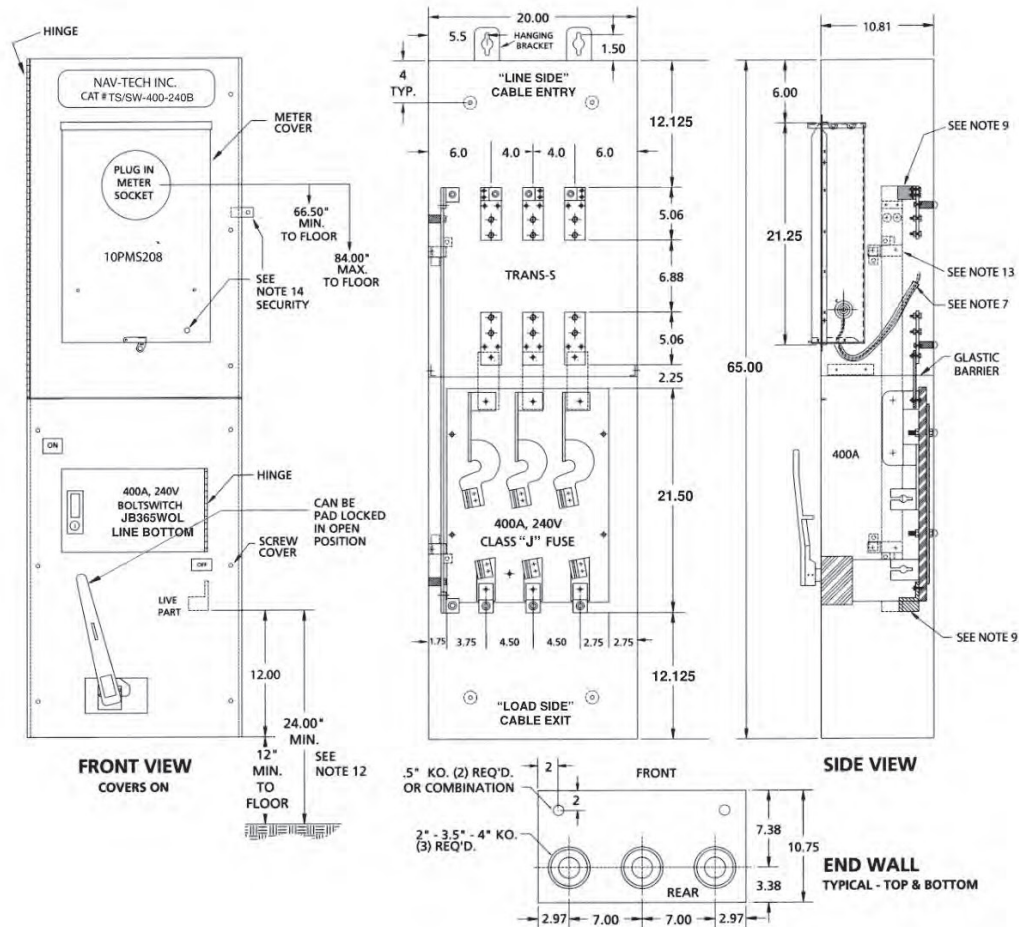 HINGE
NAV-TECH INC.
CAT # TS/SW-400-240B
METER
COVER
PLUG IN
METER
SOCKET
66.50"
MIN.
TO FLOOR
84.00"
MAX.
TO FLOOR
10PMS208
SEE
NOTE 14
SECURITY
ON
400A, 240V
BOLTSWITCH
JB365WOL
LINE BOTTOM
HINGE
CAN BE
PAD LOCKED
IN OPEN
POSITION
SCREW
COVER
OFF
LIVE
PART
12.00
24.00"
MIN.
SEE
NOTE 12
12"
MIN.
TO
FLOOR
FRONT VIEW
COVERS ON
20.00
5.5
HANGING
BRACKET
1.50
4
TYP.
"LINE SIDE"
CABLE ENTRY
12.125
6.0
4.0
4.0
6.0
5.06
TRANS-S
6.88
5.06
2.25
21.50
400A, 240V
CLASS "J" FUSE
1.75
3.75
4.50
4.50
2.75
2.75
12.125
"LOAD SIDE"
CABLE EXIT
10.81
6.00
SEE NOTE 9
21.25
SEE NOTE 13
SEE NOTE 7
65.00
GLASTIC
BARRIER
400A
SEE NOTE 9
SIDE VIEW
FRONT
2
.5" KO. (2) REQ'D.
OR COMBINATION
2
2" - 3.5" - 4" KO.
(3) REQ'D.
7.38
10.75
REAR
3.38
END WALL
TYPICAL - TOP & BOTTOM
2.97
7.00
7.00
2.97